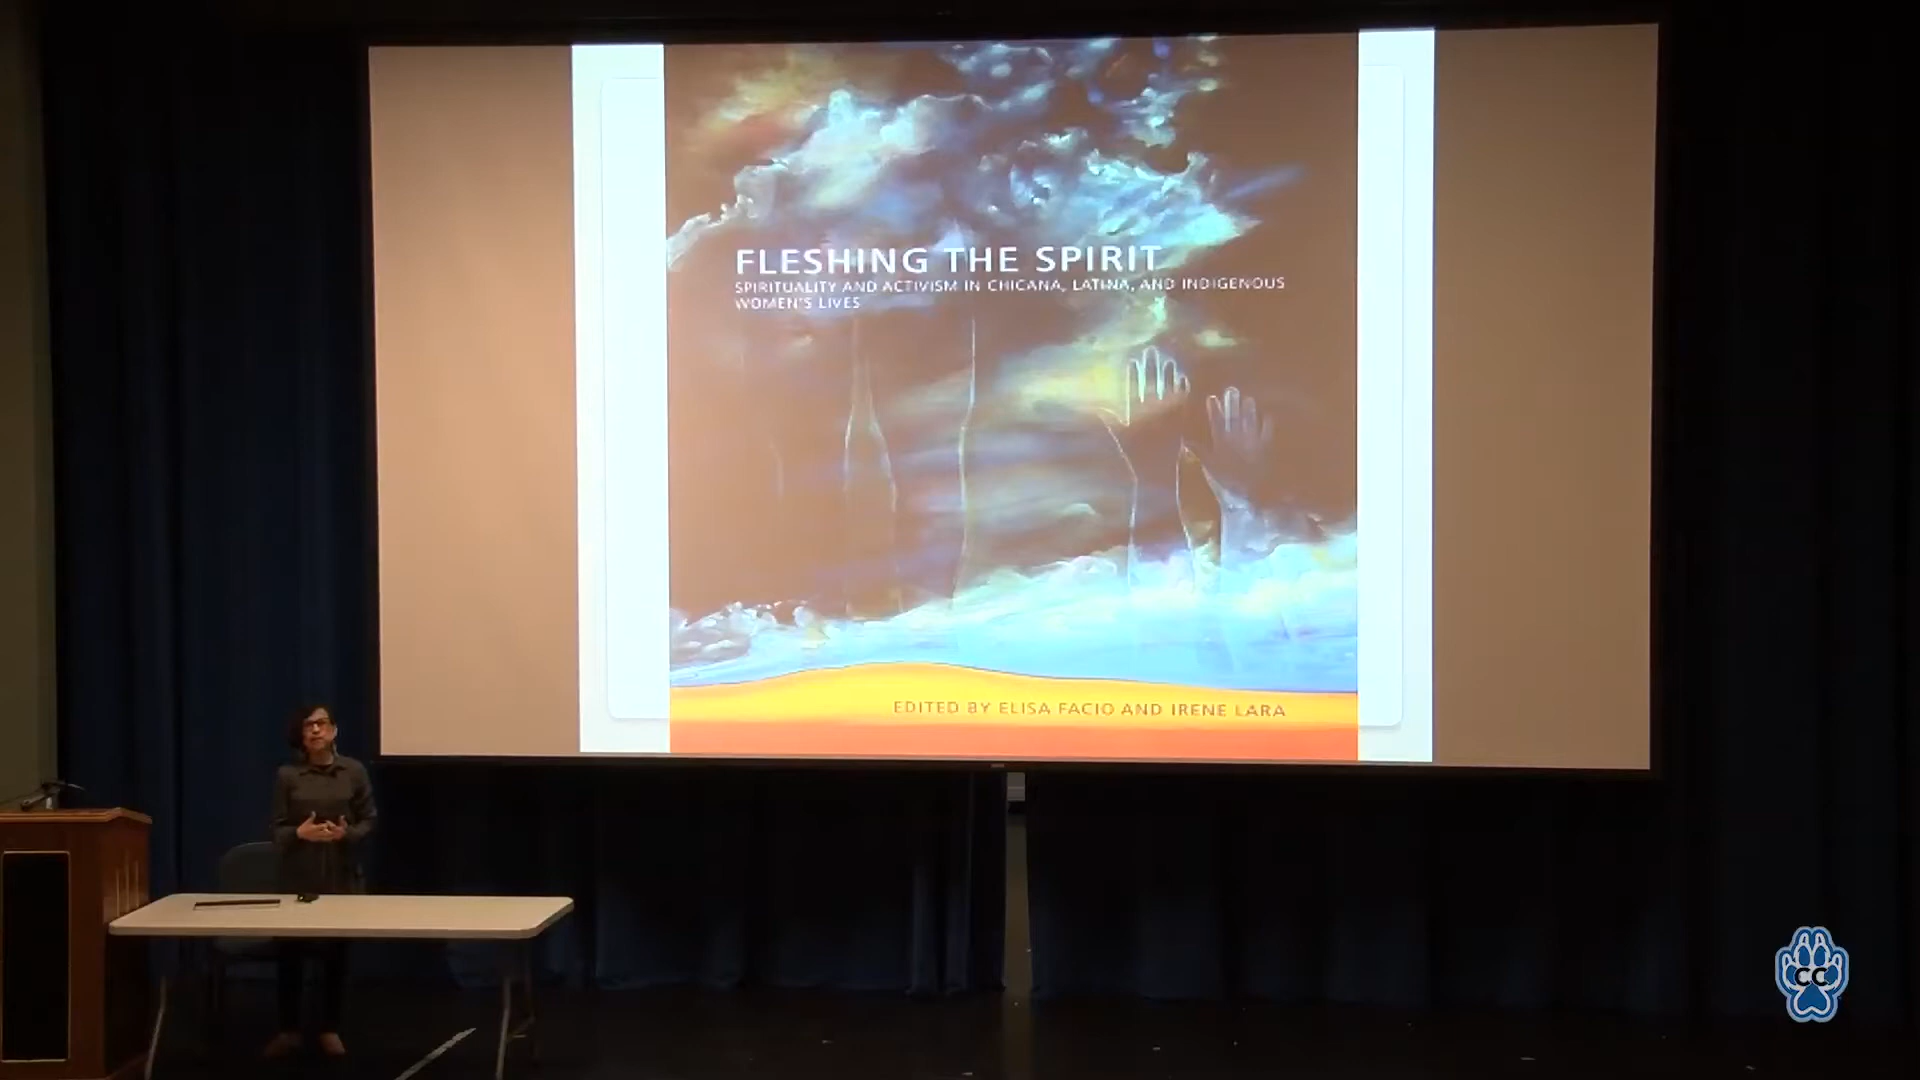 FLESHING THE SPIRIT
SPIRITUALITY AND ACTIVISM IN CHICANA, LATINA, AND INDIGENOUS
WOMEN'S LIVES
EDITED BY ELISA FACIO AND IRENE LARA
CC